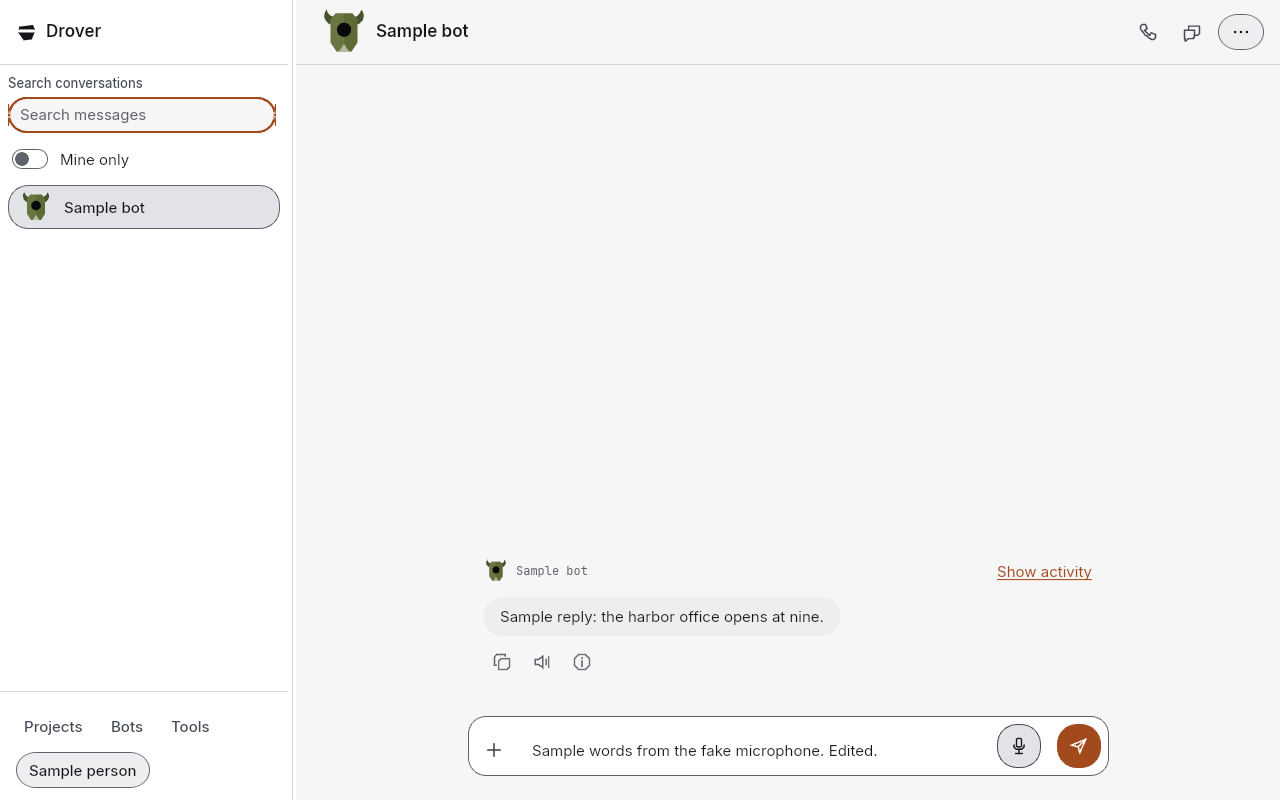 Drover
Sample bot
Search conversations
Search messages
Mine only
Sample bot
Sample bot
Show activity
Sample reply: the harbor office opens at nine.
Sample words from the fake microphone. Edited.
Projects
Bots
Tools
Sample person